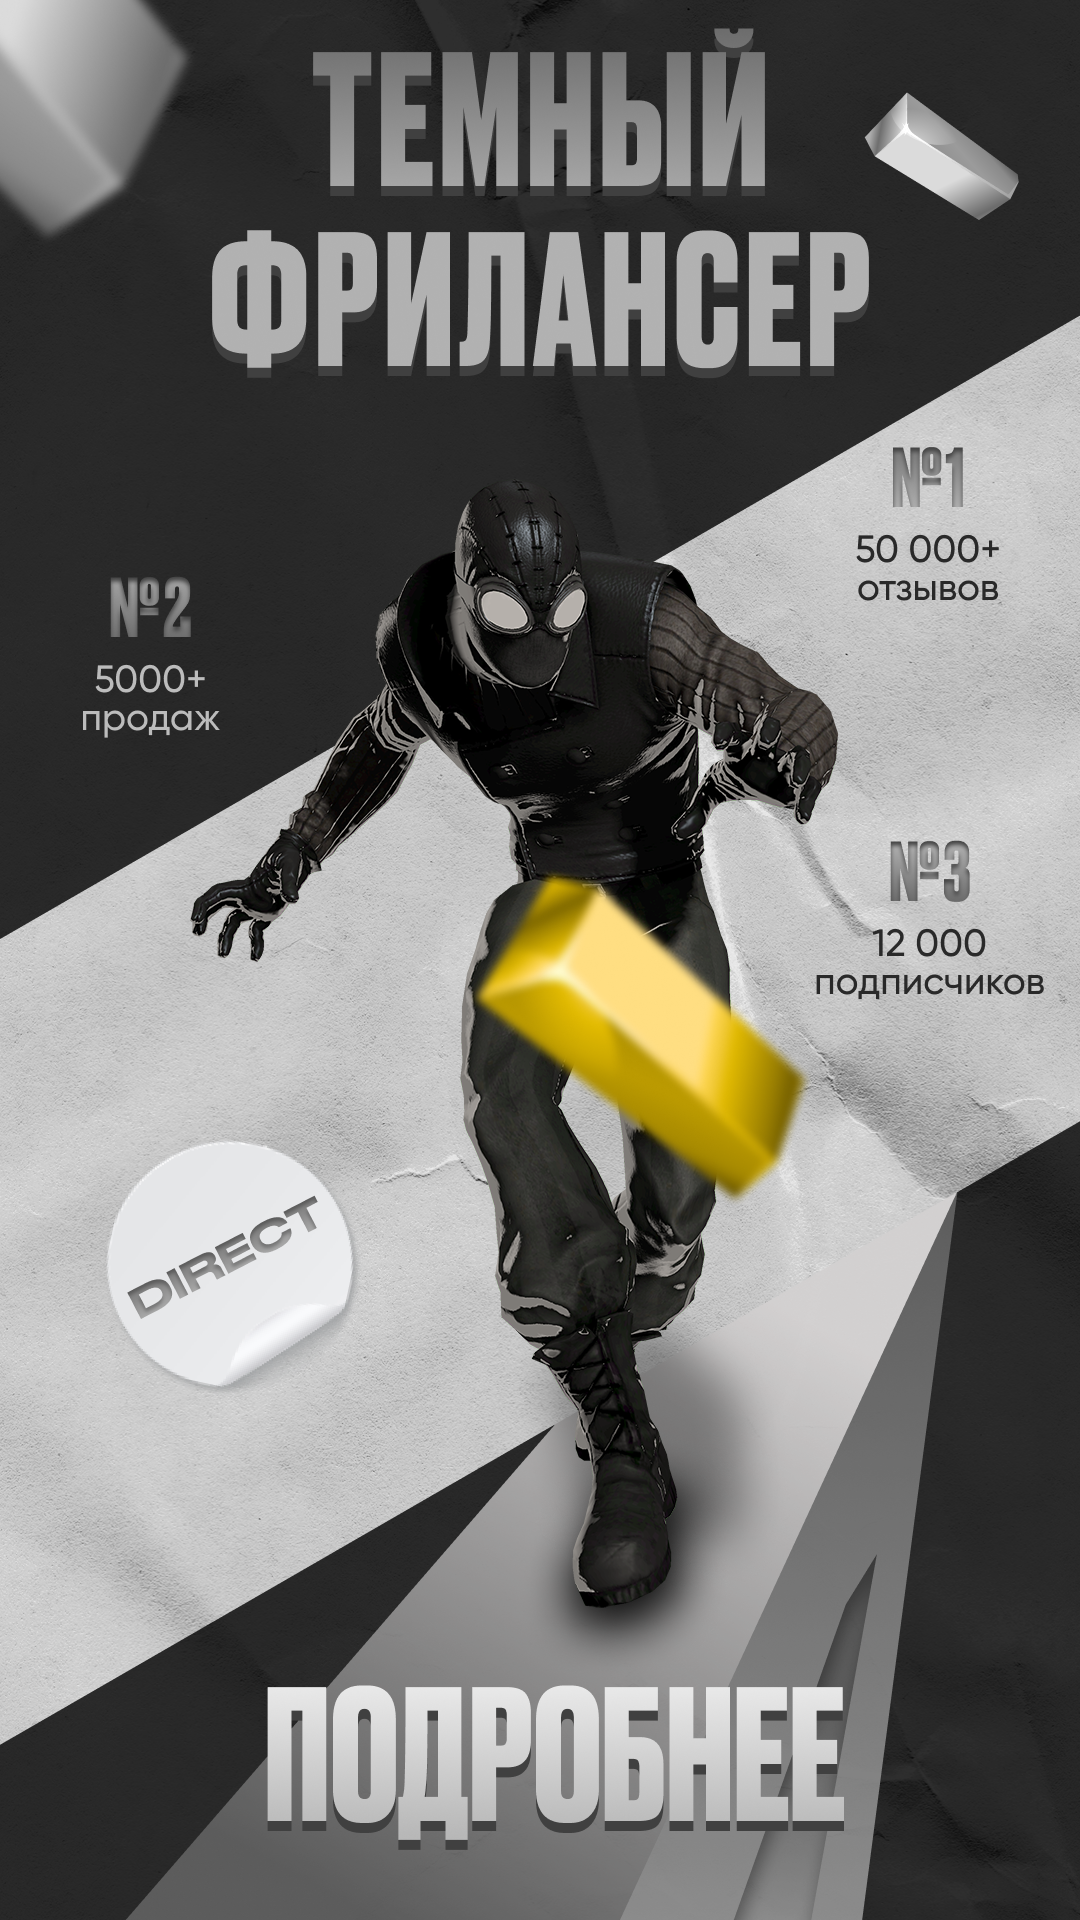 ТЕМНЫЙ
ФРИЛАНСЕР
№1
50 000+
отзывов
№2
5000+
продаж
№3
12 000
подписчиков
DIRECT
ПОДРОБНЕЕ